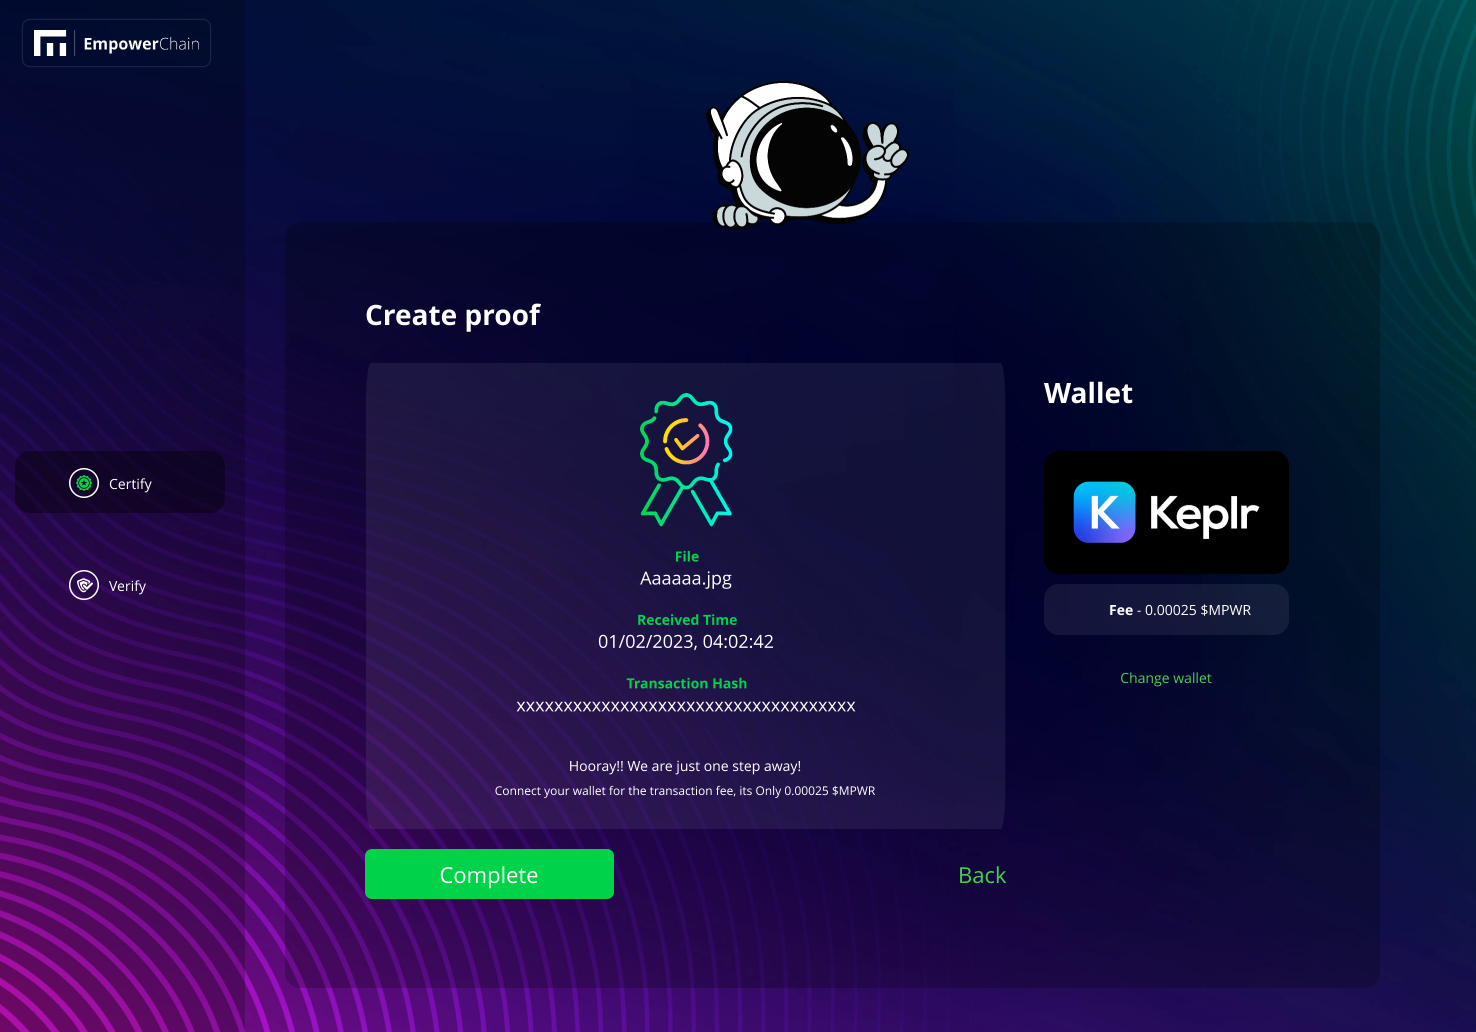 EmpowerChain
Certify
Verify
Create proof
File
Aaaaaa.jpg
Received Time
01/02/2023, 04:02:42
Transaction Hash
xxxxxxxxxxxxxxxxxxxxxxxxxxxxxxxxxxxx
Hooray!! We are just one step away!
Connect your wallet for the transaction fee, its Only 0.00025 $MPWR
Complete
Back
Wallet
K Keplr
Fee - 0.00025 $MPWR
Change wallet